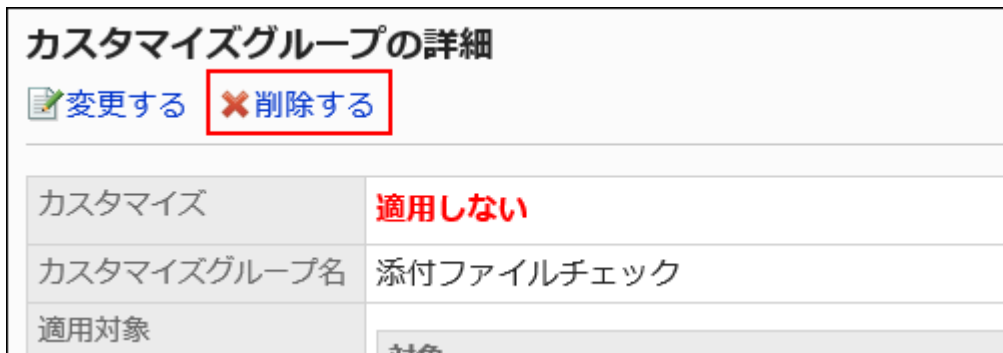 カスタマイズグループの詳細
変更する 削除する
カスタマイズ 適用しない
カスタマイズグループ名 添付ファイルチェック
適用対象